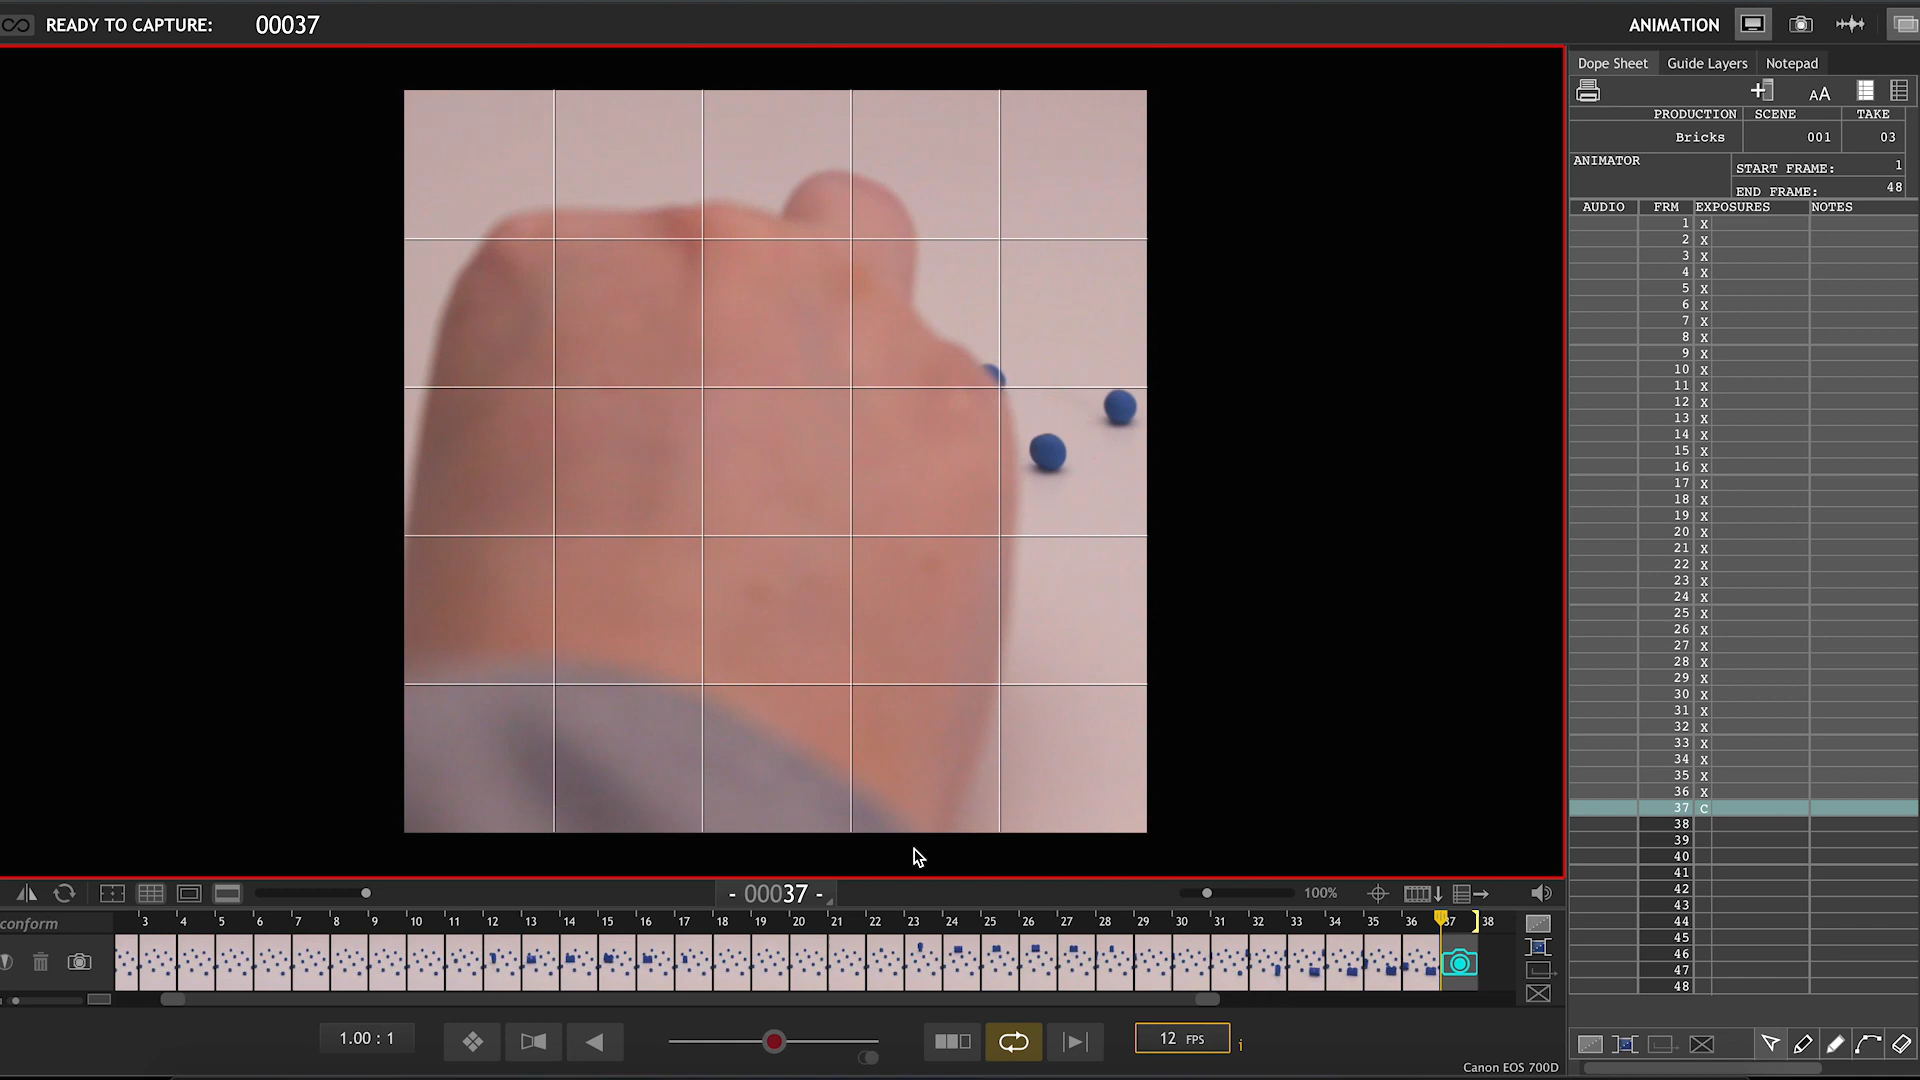 READY TO CAPTURE: 00037
ANIMATION
Dope Sheet Guide Layers Notepad
AA
PRODUCTION SCENE TAKE
Bricks 001 03
ANIMATOR
START FRAME: 1
END FRAME: 48
AUDIO FRM EXPOSURES NOTES
1 X
2 X
3 X
4 X
5 X
6 X
7 X
8 X
9 X
10 X
11 X
12 X
13 X
14 X
15 X
16 X
17 X
18 X
19 X
20 X
21 X
22 X
23 X
24 X
25 X
26 X
27 X
28 X
29 X
30 X
31 X
32 X
33 X
34 X
35 X
36 X
37 C
38
39
40
41
42
43
44
45
46
47
48
- 00037 -
100%
conform
3 4 5 6 7 8 9 10 11 12 13 14 15 16 17 18 19 20 21 22 23 24 25 26 27 28 29 30 31 32 33 34 35 36 37 38
1.00 : 1
12 FPS
i
Canon EOS 700D